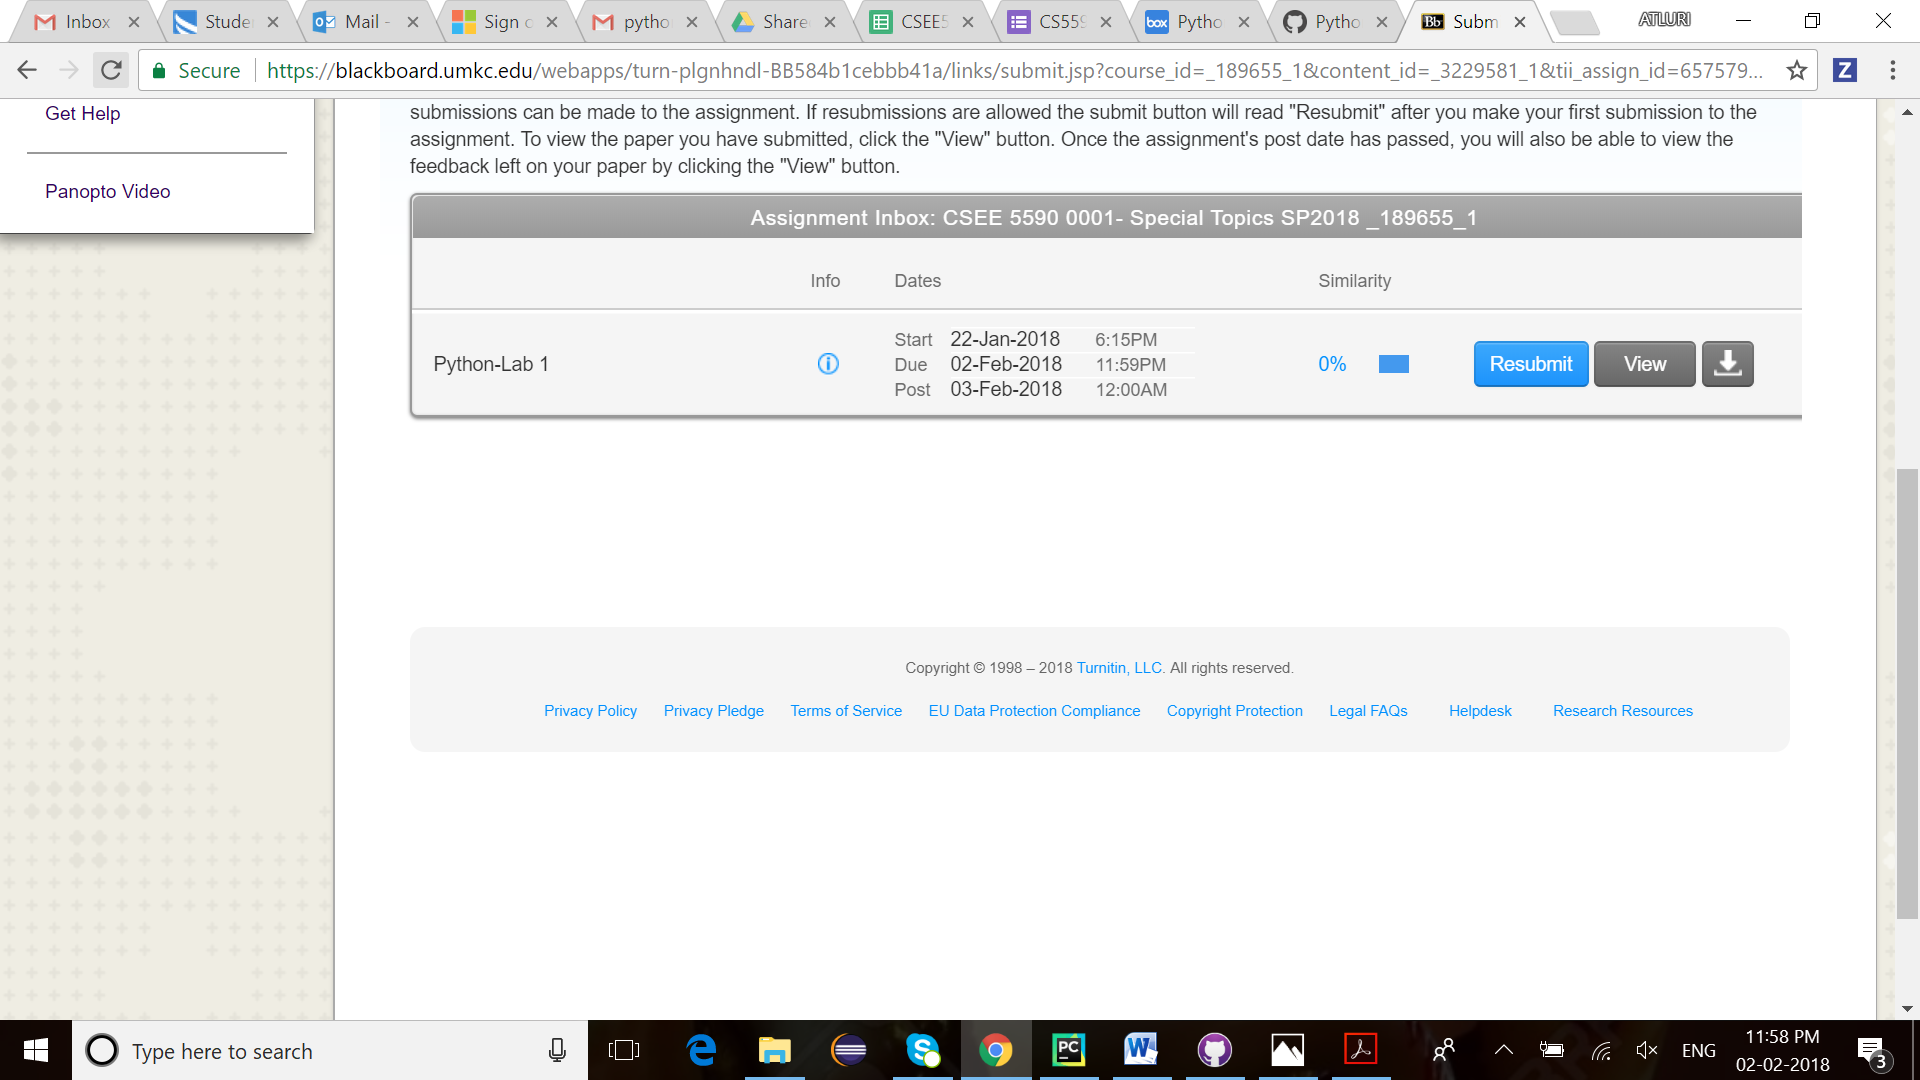 Inbox
Stude
Mail -
Sign o
pytho
Share
CSEE5
CS559
box Pytho
Pytho
Bb Subm
ATLURI
Secure https://blackboard.umkc.edu/webapps/turn-plgnhndl-BB584b1cebbb41a/links/submit.jsp?course_id=_189655_1&content_id=_3229581_1&tii_assign_id=657579...
Z
Get Help
Panopto Video
submissions can be made to the assignment. If resubmissions are allowed the submit button will read "Resubmit" after you make your first submission to the
assignment. To view the paper you have submitted, click the "View" button. Once the assignment's post date has passed, you will also be able to view the
feedback left on your paper by clicking the "View" button.
Assignment Inbox: CSEE 5590 0001- Special Topics SP2018 _189655_1
Info Dates Similarity
Start 22-Jan-2018 6:15PM
Python-Lab 1 Due 02-Feb-2018 11:59PM 0% Resubmit View
Post 03-Feb-2018 12:00AM
Copyright © 1998 – 2018 Turnitin, LLC. All rights reserved.
Privacy Policy Privacy Pledge Terms of Service EU Data Protection Compliance Copyright Protection Legal FAQs Helpdesk Research Resources
Type here to search
PC
ENG
11:58 PM
02-02-2018
3